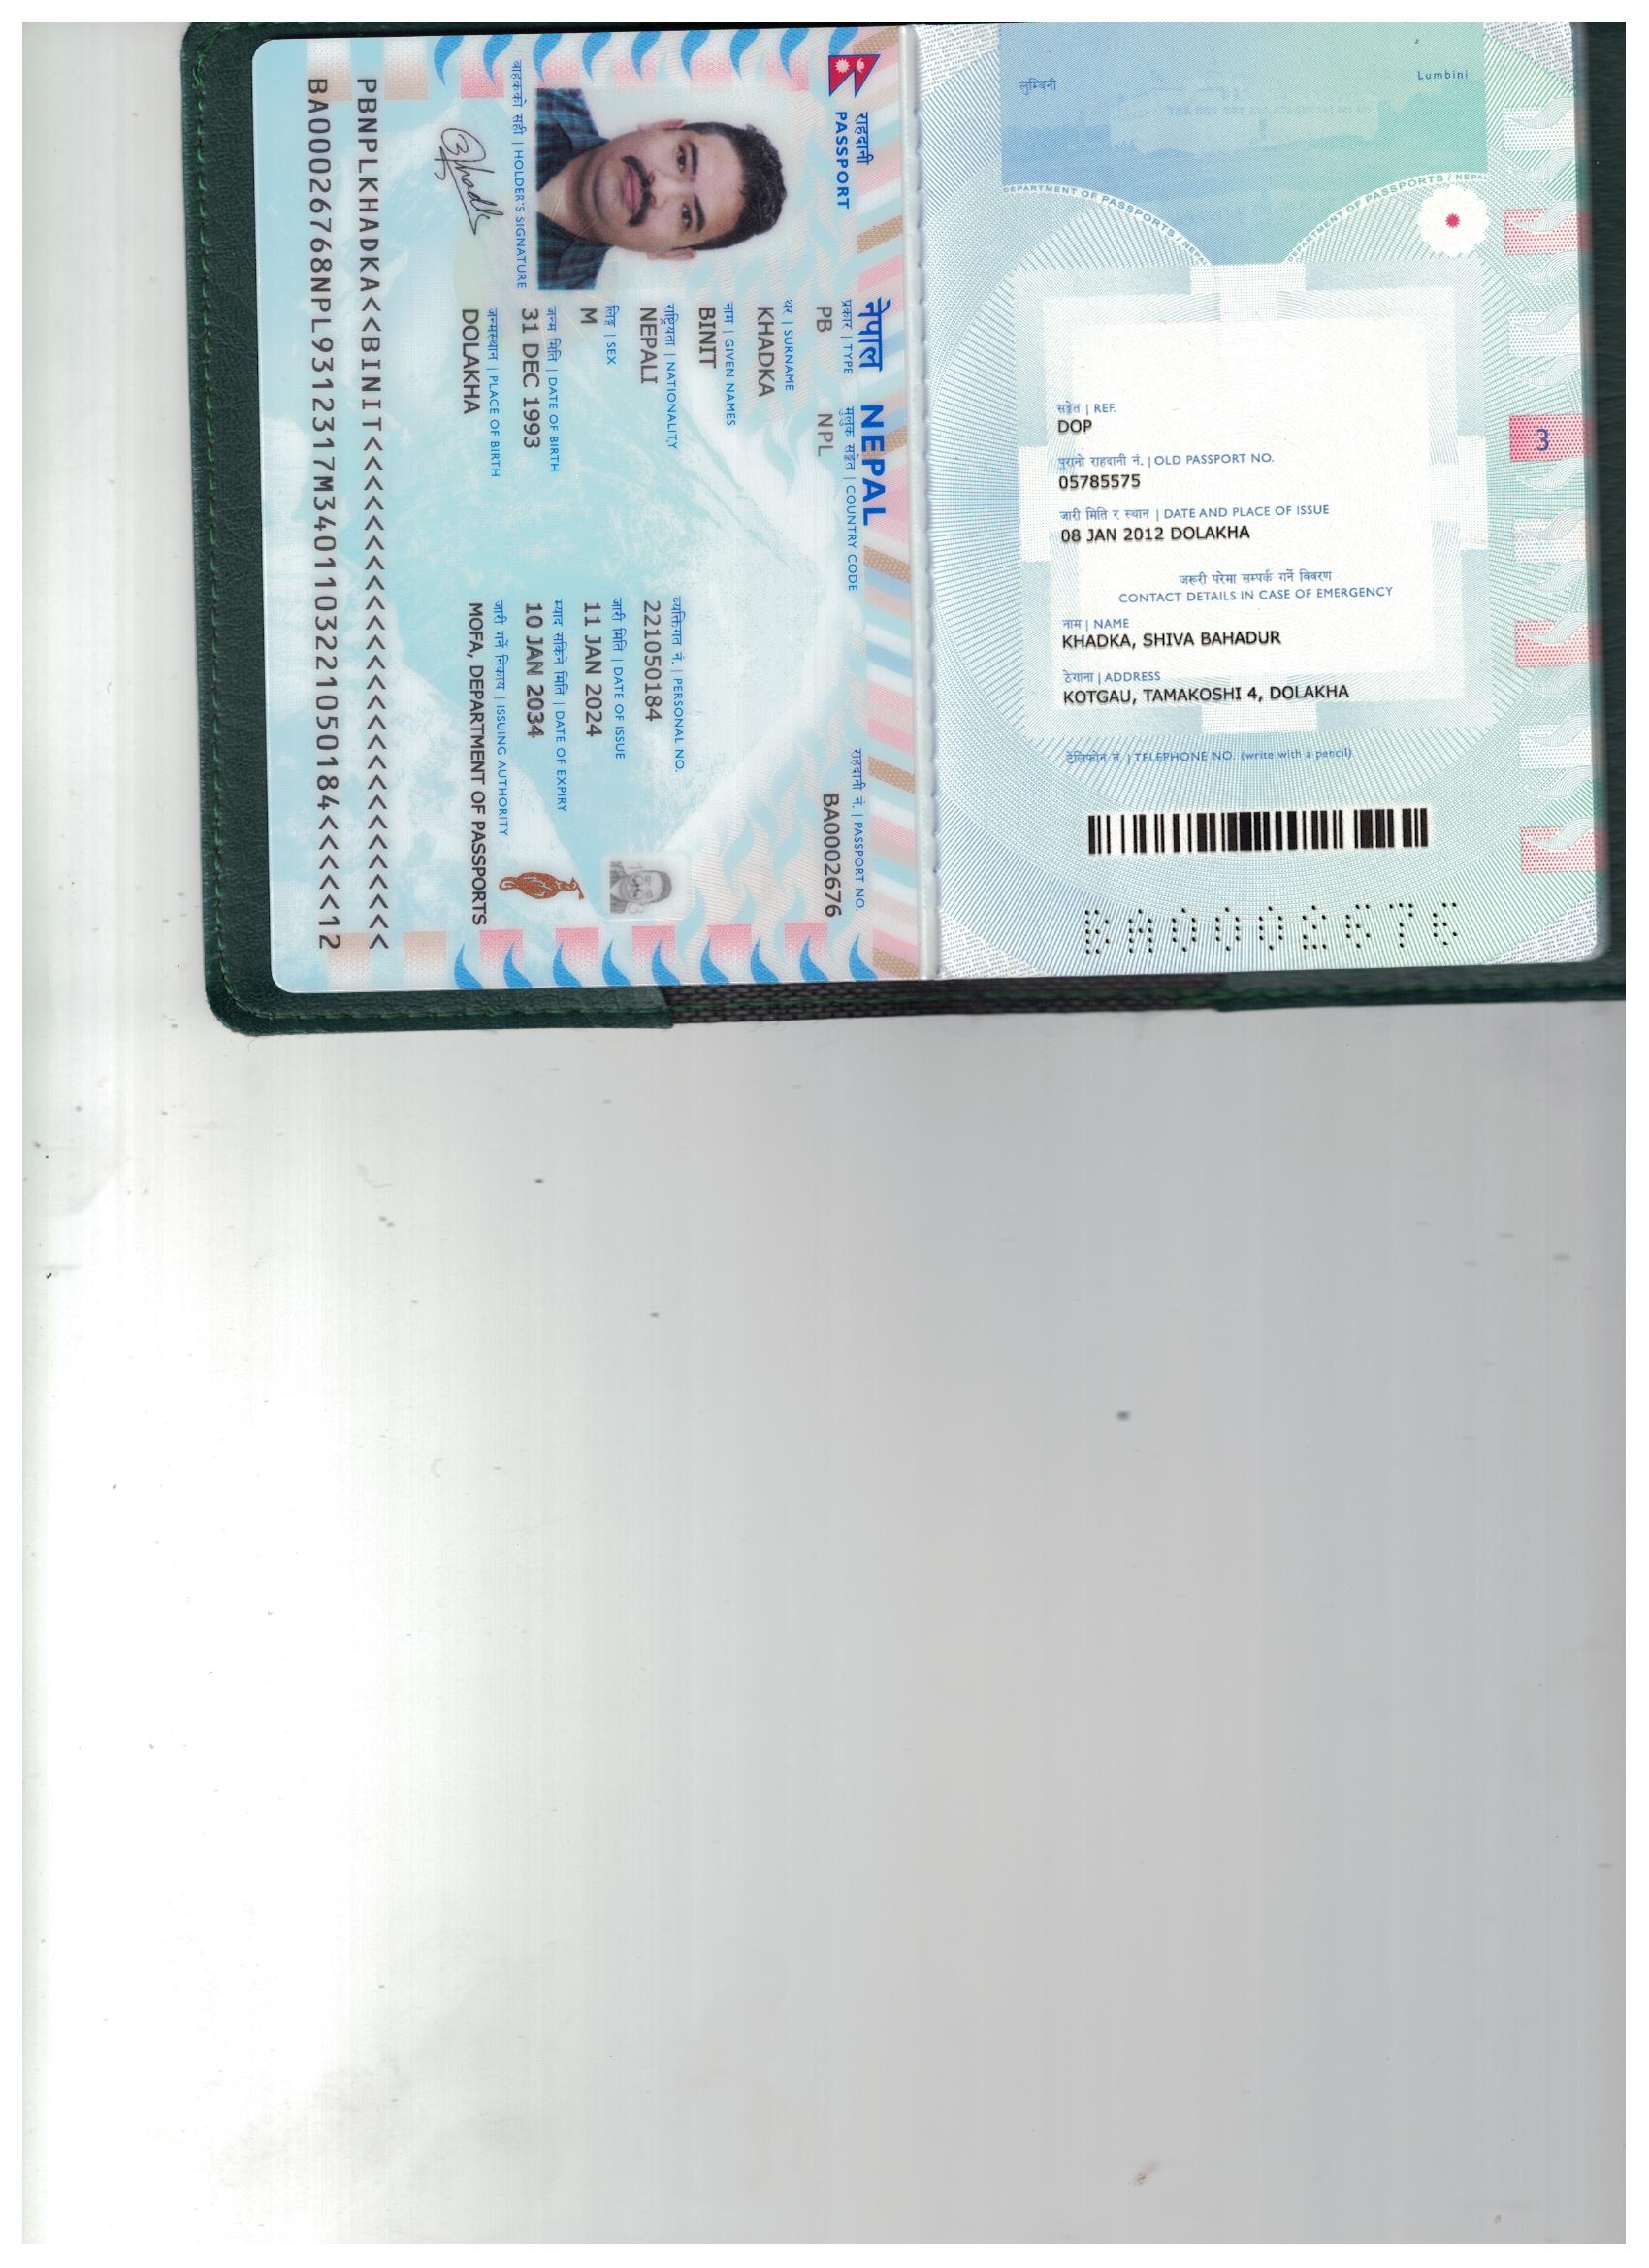 राहदानी
PASSPORT
नेपाल NEPAL
प्रकार | TYPE
मुलुक सङ्केत | COUNTRY CODE
राहदानी नं. | PASSPORT NO.
PB
NPL
BA0002676
थर | SURNAME
KHADKA
नाम | GIVEN NAMES
BINIT
राष्ट्रियता | NATIONALITY
व्यक्तिगत नं. | PERSONAL NO.
NEPALI
221050184
लिङ्ग | SEX
जारी मिति | DATE OF ISSUE
M
11 JAN 2024
जन्म मिति | DATE OF BIRTH
म्याद सकिने मिति | DATE OF EXPIRY
31 DEC 1993
10 JAN 2034
जन्मस्थान | PLACE OF BIRTH
जारी गर्ने निकाय | ISSUING AUTHORITY
DOLAKHA
MOFA, DEPARTMENT OF PASSPORTS
बाहकको सही | HOLDER'S SIGNATURE
PBNPLKHADKA<<BINIT<<<<<<<<<<<<<<<<<<<<<<<<<<
BA00026768NPL9312317M3401103221050184<<<<<12
लुम्बिनी
Lumbini
DEPARTMENT OF PASSPORTS / NEPAL
DEPARTMENT OF PASSPORTS / NEPAL
3
सङ्केत | REF.
DOP
पुरानो राहदानी नं. | OLD PASSPORT NO.
05785575
जारी मिति र स्थान | DATE AND PLACE OF ISSUE
08 JAN 2012 DOLAKHA
जरूरी परेमा सम्पर्क गर्ने विवरण
CONTACT DETAILS IN CASE OF EMERGENCY
नाम | NAME
KHADKA, SHIVA BAHADUR
ठेगाना | ADDRESS
KOTGAU, TAMAKOSHI 4, DOLAKHA
टेलिफोन नं. | TELEPHONE NO. (write with a pencil)
BA0002676